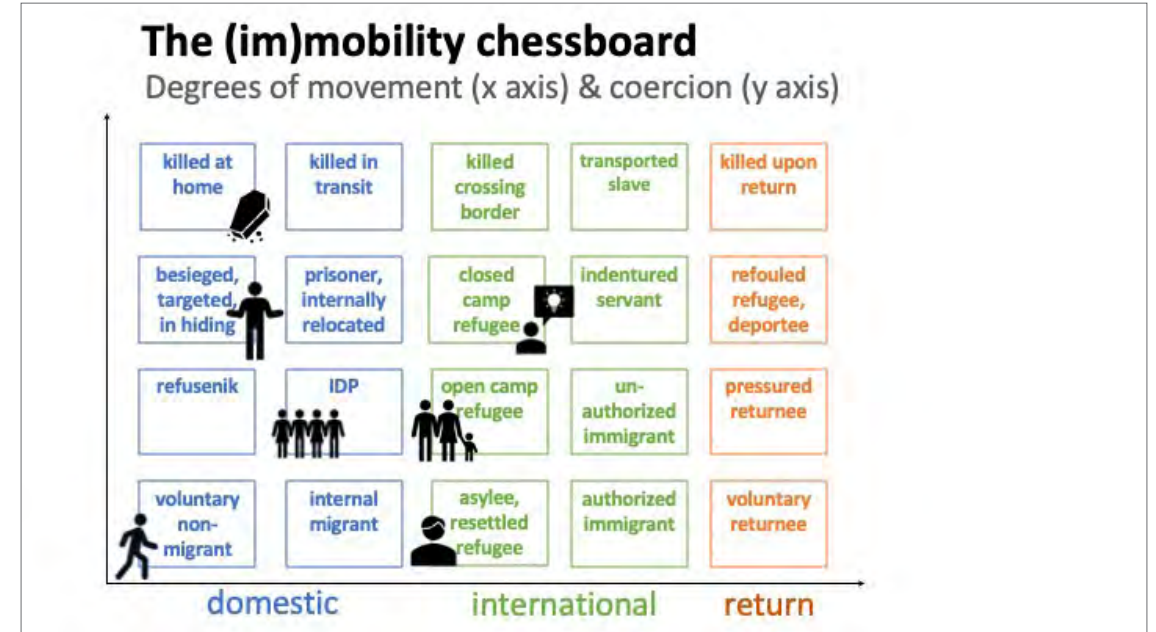 The (im)mobility chessboard
Degrees of movement (x axis) & coercion (y axis)
killed at
home
killed in
transit
killed
crossing
border
transported
slave
killed upon
return
besieged,
targeted,
in hiding
prisoner,
internally
relocated
closed
camp
refugee
indentured
servant
refouled
refugee,
deportee
refusenik
IDP
open camp
refugee
un-
authorized
immigrant
pressured
returnee
voluntary
non-
migrant
internal
migrant
asylee,
resettled
refugee
authorized
immigrant
voluntary
returnee
domestic
international
return